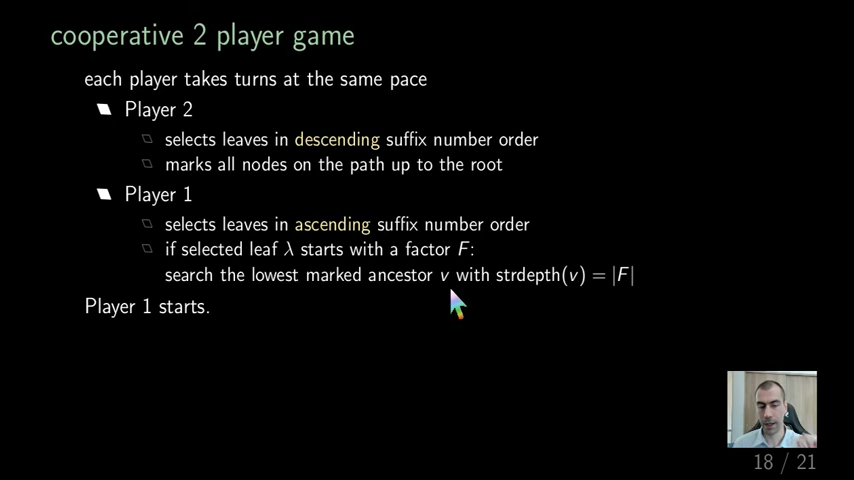 cooperative 2 player game
each player takes turns at the same pace
Player 2
selects leaves in descending suffix number order
marks all nodes on the path up to the root
Player 1
selects leaves in ascending suffix number order
if selected leaf λ starts with a factor F:
search the lowest marked ancestor v with strdepth(v) = |F|
Player 1 starts.
18 / 21